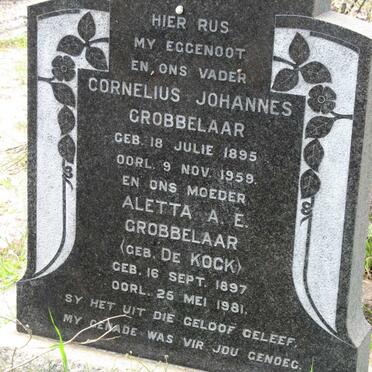 HIER RUS
MY EGGENOOT
EN ONS VADER
CORNELIUS JOHANNES
GROBBELAAR
GEB. 18 JULIE 1895
OORL. 9 NOV. 1959.
EN ONS MOEDER
ALETTA A. E.
GROBBELAAR
(GEB. DE KOCK)
GEB. 16 SEPT. 1897
OORL. 25 MEI 1981.
SY HET UIT DIE GELOOF GELEEF.
MY GENADE WAS VIR JOU GENOEG.